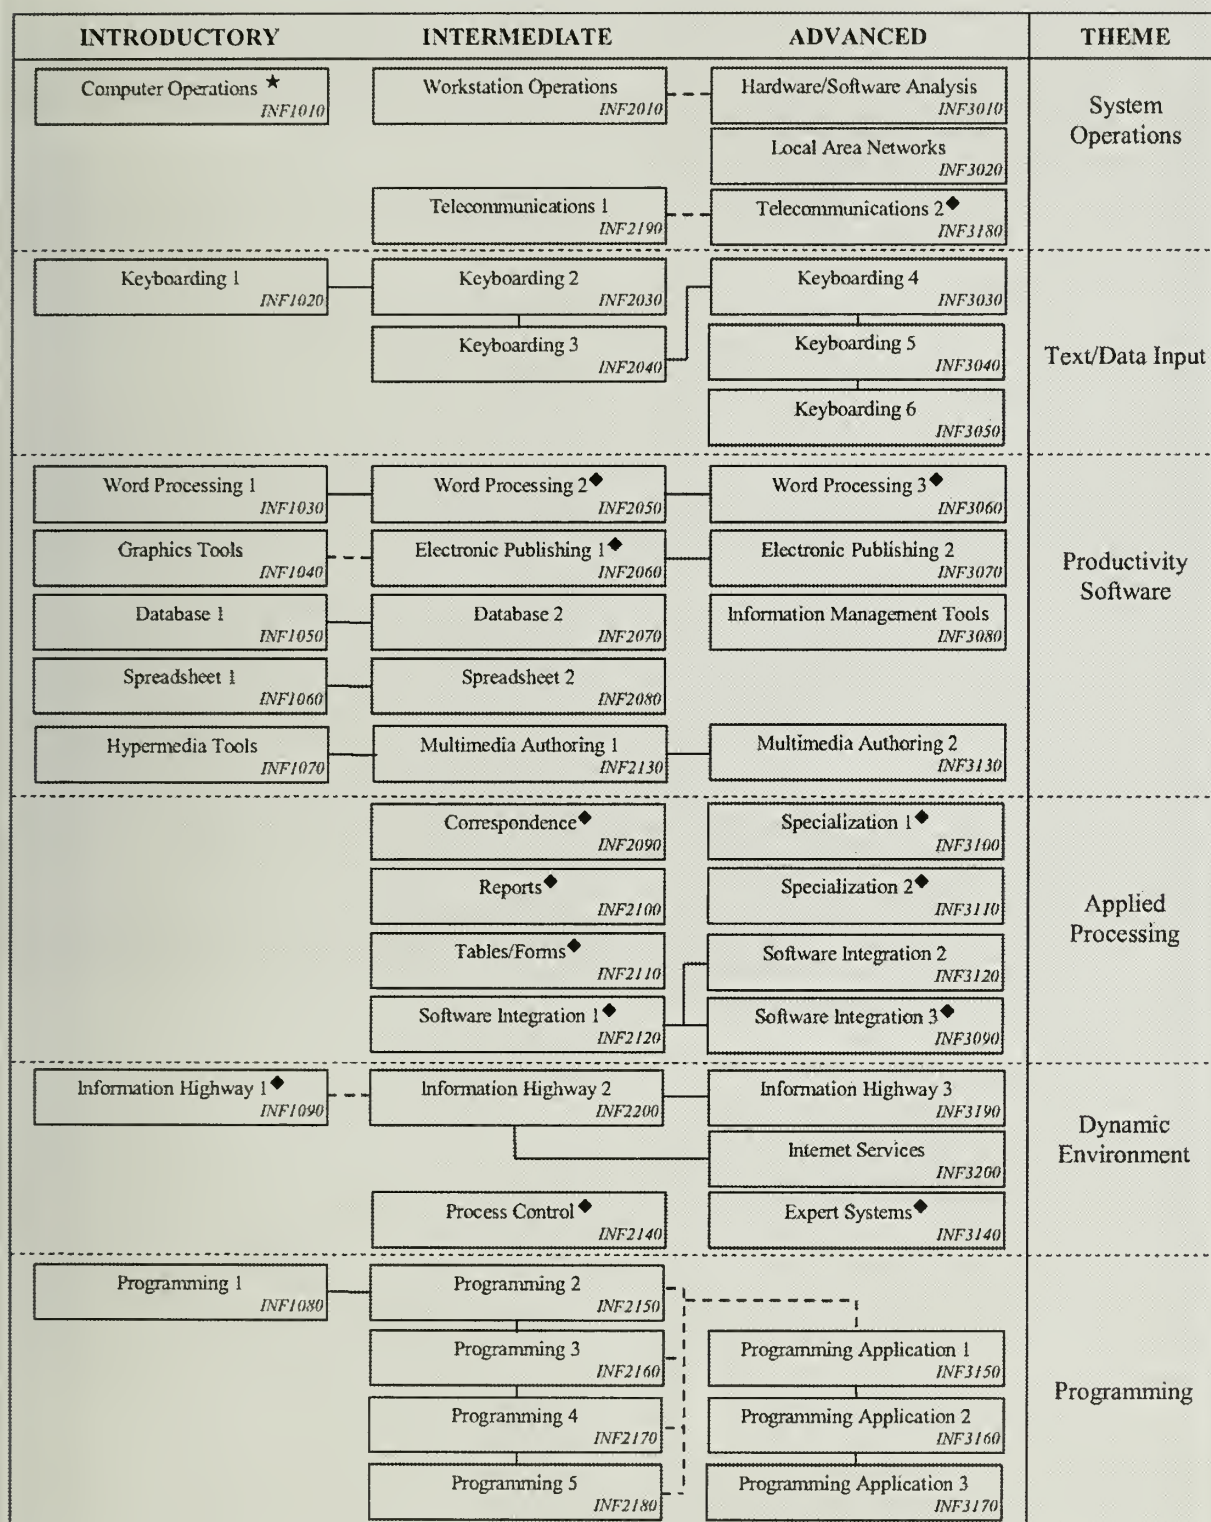 INTRODUCTORY INTERMEDIATE ADVANCED THEME
Computer Operations ★ Workstation Operations Hardware/Software Analysis
INF1010 INF2010 INF3010
System
Operations
Local Area Networks
INF3020
Telecommunications 1 Telecommunications 2◆
INF2190 INF3180
Keyboarding 1 Keyboarding 2 Keyboarding 4
INF1020 INF2030 INF3030
Keyboarding 3 Keyboarding 5
INF2040 INF3040
Text/Data Input
Keyboarding 6
INF3050
Word Processing 1 Word Processing 2◆ Word Processing 3◆
INF1030 INF2050 INF3060
Graphics Tools Electronic Publishing 1◆ Electronic Publishing 2
INF1040 INF2060 INF3070
Productivity
Software
Database 1 Database 2 Information Management Tools
INF1050 INF2070 INF3080
Spreadsheet 1 Spreadsheet 2
INF1060 INF2080
Hypermedia Tools Multimedia Authoring 1 Multimedia Authoring 2
INF1070 INF2130 INF3130
Correspondence◆ Specialization 1◆
INF2090 INF3100
Reports◆ Specialization 2◆
INF2100 INF3110
Applied
Processing
Tables/Forms◆ Software Integration 2
INF2110 INF3120
Software Integration 1◆ Software Integration 3◆
INF2120 INF3090
Information Highway 1◆ Information Highway 2 Information Highway 3
INF1090 INF2200 INF3190
Dynamic
Environment
Internet Services
INF3200
Process Control◆ Expert Systems◆
INF2140 INF3140
Programming 1 Programming 2
INF1080 INF2150
Programming 3 Programming Application 1
INF2160 INF3150
Programming
Programming 4 Programming Application 2
INF2170 INF3160
Programming 5 Programming Application 3
INF2180 INF3170